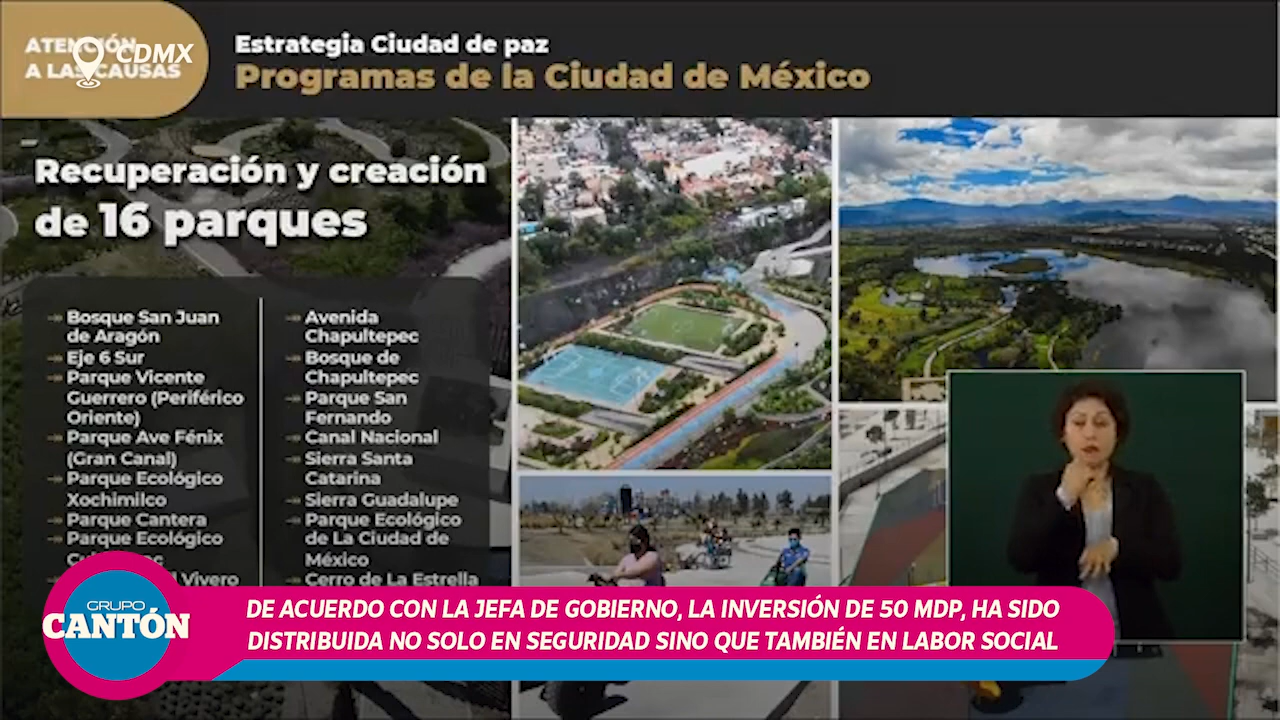 ATENCIÓN
A LAS CAUSAS
CDMX
Estrategia Ciudad de paz
Programas de la Ciudad de México
Recuperación y creación
de 16 parques
Bosque San Juan
de Aragón
Eje 6 Sur
Parque Vicente
Guerrero (Periférico
Oriente)
Parque Ave Fénix
(Gran Canal)
Parque Ecológico
Xochimilco
Parque Cantera
Parque Ecológico
Vivero
Avenida
Chapultepec
Bosque de
Chapultepec
Parque San
Fernando
Canal Nacional
Sierra Santa
Catarina
Sierra Guadalupe
Parque Ecológico
de La Ciudad de
México
Cerro de La Estrella
GRUPO
CANTÓN
DE ACUERDO CON LA JEFA DE GOBIERNO, LA INVERSIÓN DE 50 MDP, HA SIDO
DISTRIBUIDA NO SOLO EN SEGURIDAD SINO QUE TAMBIÉN EN LABOR SOCIAL